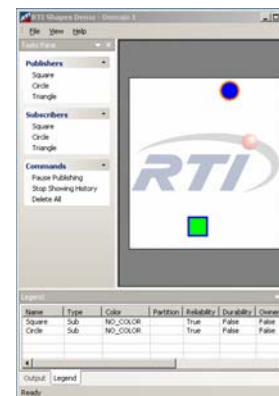 RTI Shapes Demo - Domain 1
File View Help
Tasks Pane
Publishers
Square
Circle
Triangle
Subscribers
Square
Circle
Triangle
Commands
Pause Publishing
Stop Showing History
Delete All
RTI
Legend
Name Type Color Partition Reliability Durability Owner
Square Sub NO_COLOR True False False
Circle Sub NO_COLOR True False False
Output Legend
Ready